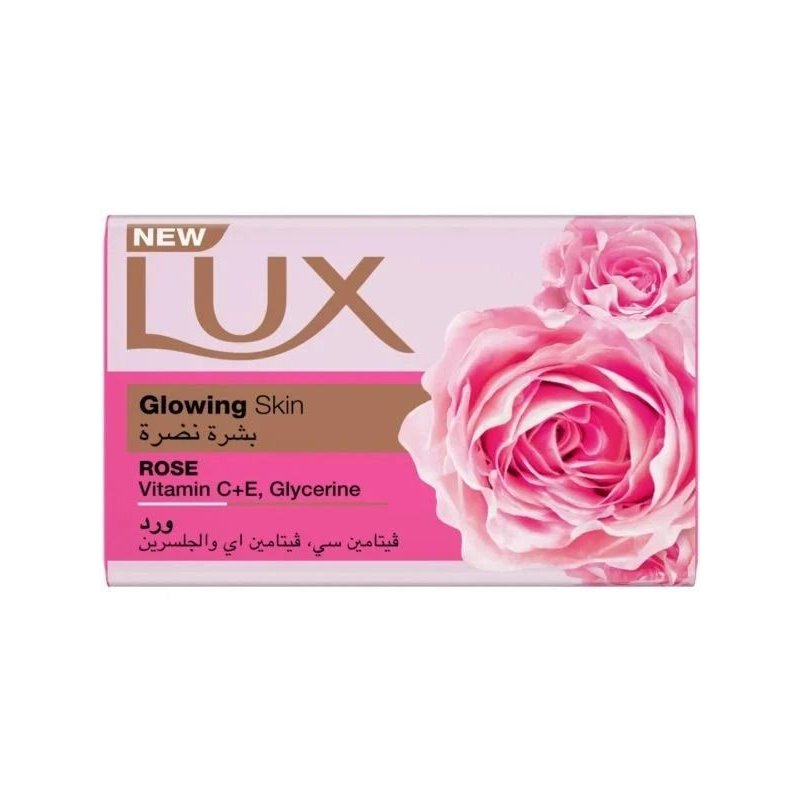 NEW
LUX
Glowing Skin
بشرة نضرة
ROSE
Vitamin C+E, Glycerine
ورد
ڤيتامين سي، ڤيتامين اي والجلسرين